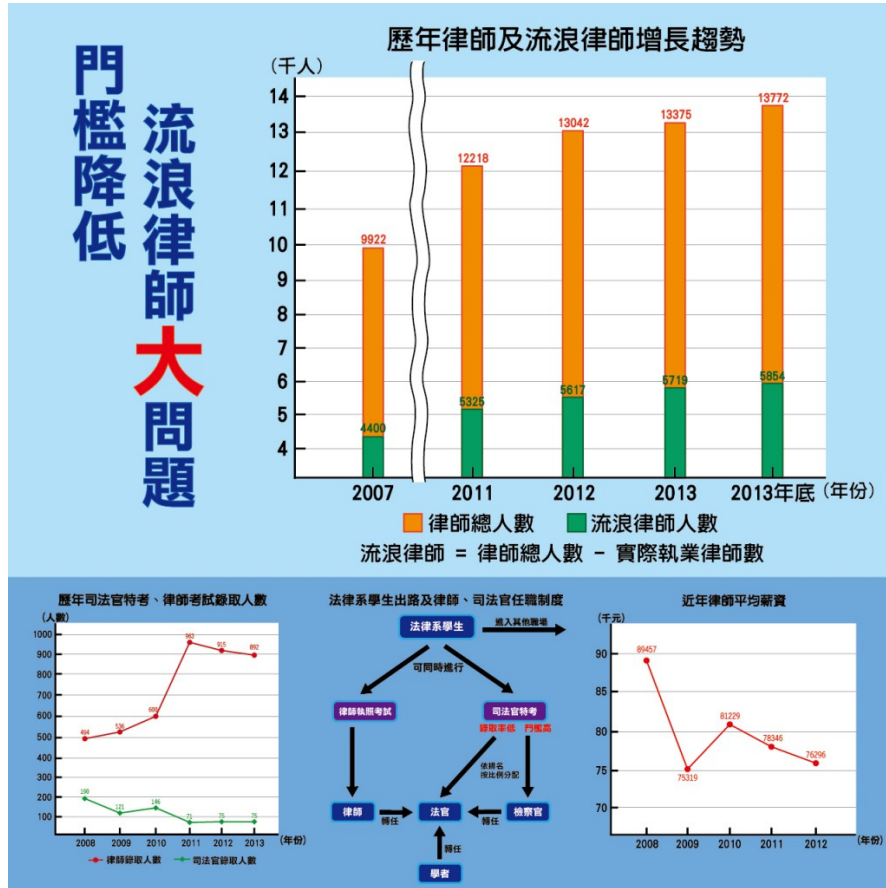 門檻降低
流浪律師大問題
歷年律師及流浪律師增長趨勢
(千人)
14
13
12
11
10
9
8
7
6
5
4
9922
12218
13042
13375
13772
4400
5325
5617
5719
5854
2007
2011
2012
2013
2013年底
(年份)
律師總人數
流浪律師人數
流浪律師 = 律師總人數 - 實際執業律師數
歷年司法官特考、律師考試錄取人數
(人數)
1000
900
800
700
600
500
400
300
200
100
915
892
121
146
71
75
75
2008
2009
2010
2011
2012
2013
(年份)
律師錄取人數
司法官錄取人數
法律系學生出路及律師、司法官任職制度
法律系學生
進入其他職場
可同時進行
律師執照考試
司法官特考
錄取率低 門檻高
依排名
按比例分配
律師
轉任
法官
轉任
檢察官
轉任
學者
近年律師平均薪資
(千元)
90
85
80
75
70
89457
75319
81229
78346
76296
2008
2009
2010
2011
2012
(年份)